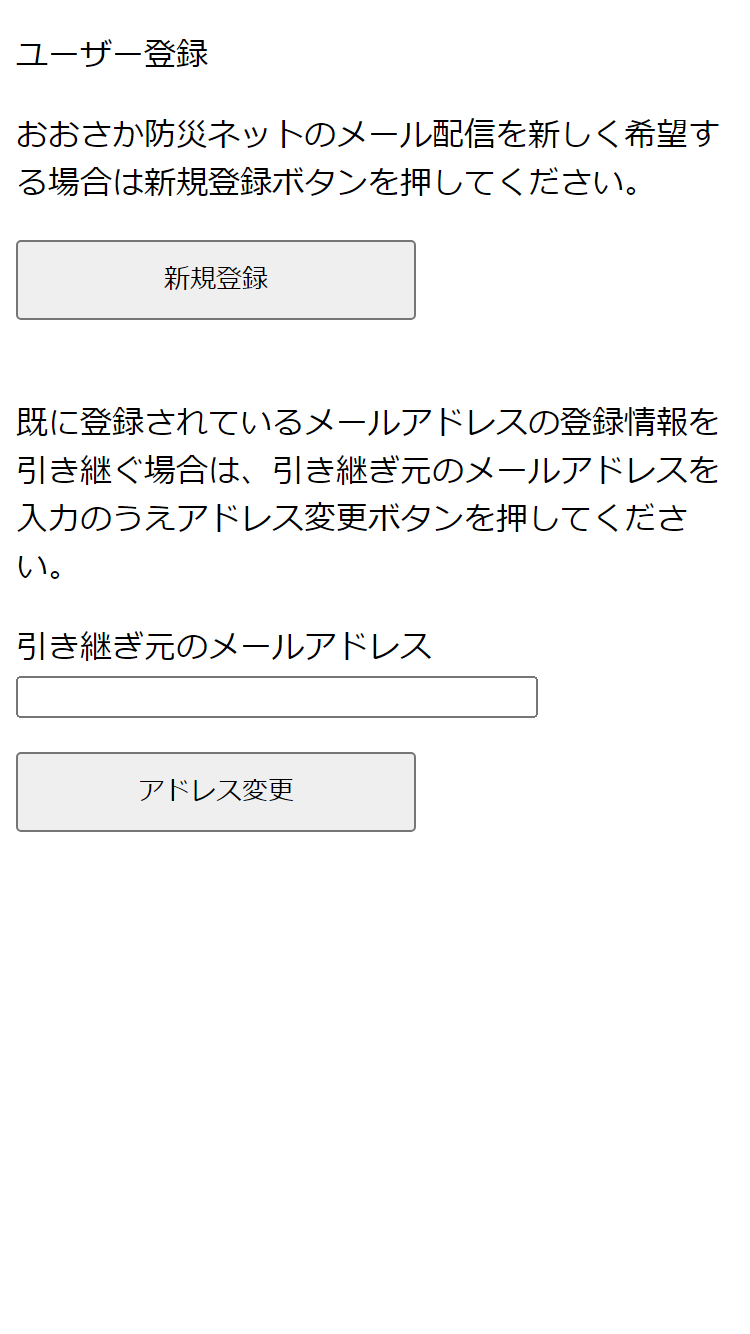 ユーザー登録
おおさか防災ネットのメール配信を新しく希望す
る場合は新規登録ボタンを押してください。
新規登録
既に登録されているメールアドレスの登録情報を
引き継ぐ場合は、引き継ぎ元のメールアドレスを
入力のうえアドレス変更ボタンを押してくださ
い。
引き継ぎ元のメールアドレス
アドレス変更